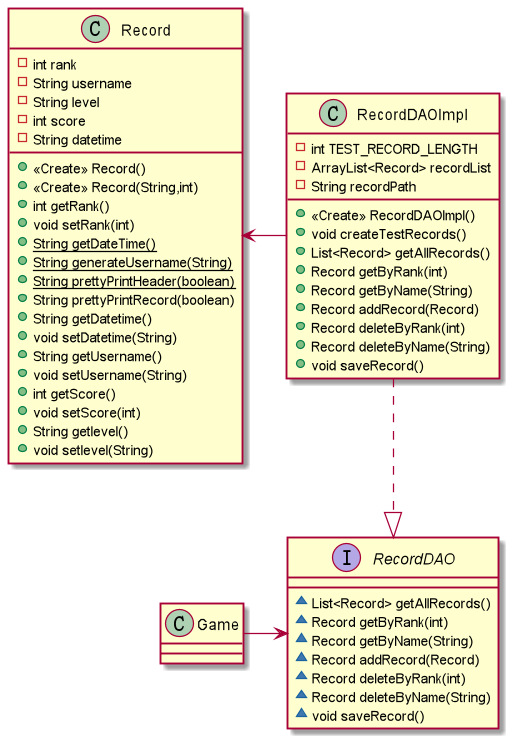 C Record
int rank
String username
String level
int score
String datetime
«Create» Record()
«Create» Record(String,int)
int getRank()
void setRank(int)
String getDateTime()
String generateUsername(String)
String prettyPrintHeader(boolean)
String prettyPrintRecord(boolean)
String getDatetime()
void setDatetime(String)
String getUsername()
void setUsername(String)
int getScore()
void setScore(int)
String getlevel()
void setlevel(String)
C RecordDAOImpl
int TEST_RECORD_LENGTH
ArrayList<Record> recordList
String recordPath
«Create» RecordDAOImpl()
void createTestRecords()
List<Record> getAllRecords()
Record getByRank(int)
Record getByName(String)
Record addRecord(Record)
Record deleteByRank(int)
Record deleteByName(String)
void saveRecord()
C Game
I RecordDAO
List<Record> getAllRecords()
Record getByRank(int)
Record getByName(String)
Record addRecord(Record)
Record deleteByRank(int)
Record deleteByName(String)
void saveRecord()